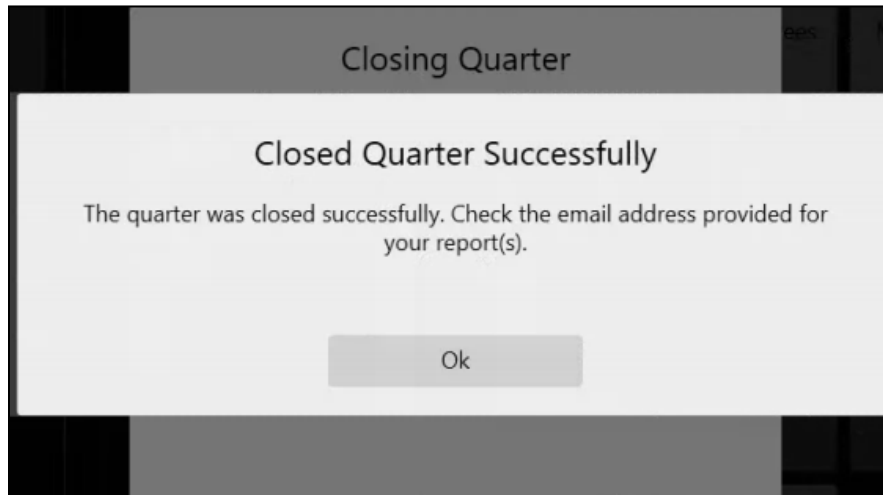 Closing Quarter
Closed Quarter Successfully
The quarter was closed successfully. Check the email address provided for
your report(s).
Ok